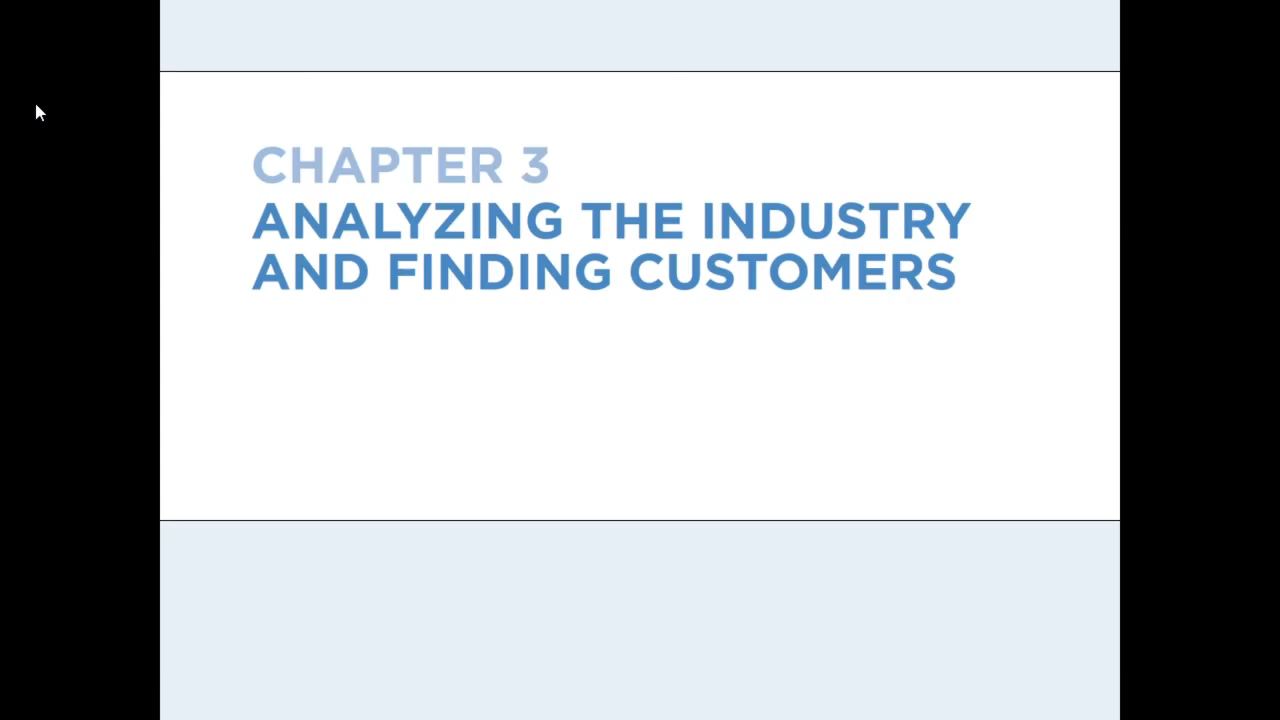 CHAPTER 3
ANALYZING THE INDUSTRY
AND FINDING CUSTOMERS